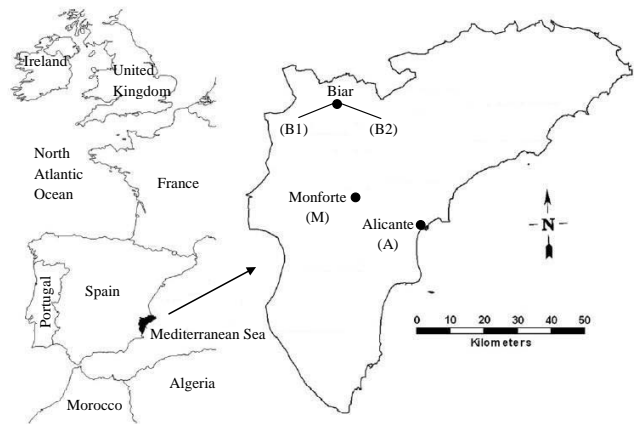 Ireland
United
Kingdom
North
Atlantic
Ocean
France
Portugal
Spain
Mediterranean Sea
Algeria
Morocco
Biar
(B1)
(B2)
Monforte
(M)
Alicante
(A)
N
0 10 20 30 40 50
Kilometers